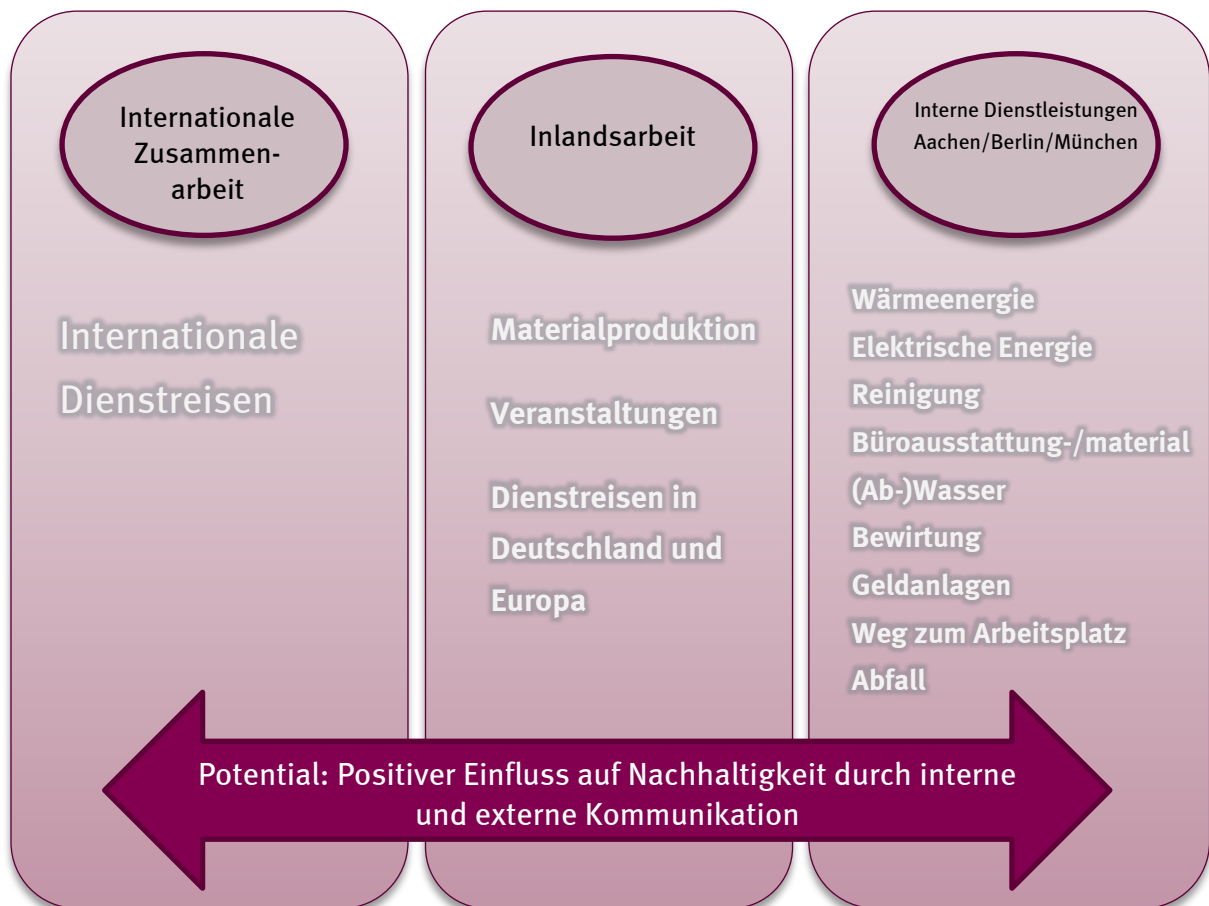 Internationale
Zusammen-
arbeit
Internationale
Dienstreisen
Inlandsarbeit
Materialproduktion
Veranstaltungen
Dienstreisen in
Deutschland und
Europa
Interne Dienstleistungen
Aachen/Berlin/München
Wärmeenergie
Elektrische Energie
Reinigung
Büroausstattung-/material
(Ab-)Wasser
Bewirtung
Geldanlagen
Weg zum Arbeitsplatz
Abfall
Potential: Positiver Einfluss auf Nachhaltigkeit durch interne
und externe Kommunikation